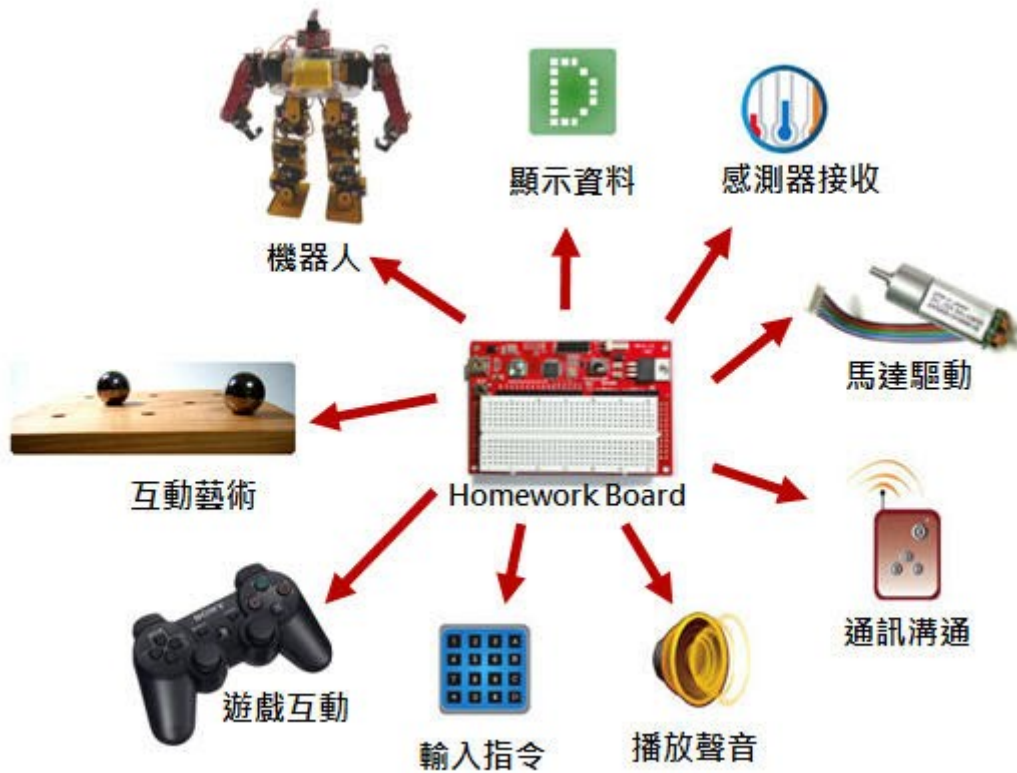 D
顯示資料
感測器接收
機器人
馬達驅動
互動藝術
Homework Board
通訊溝通
SONY
遊戲互動
輸入指令
播放聲音